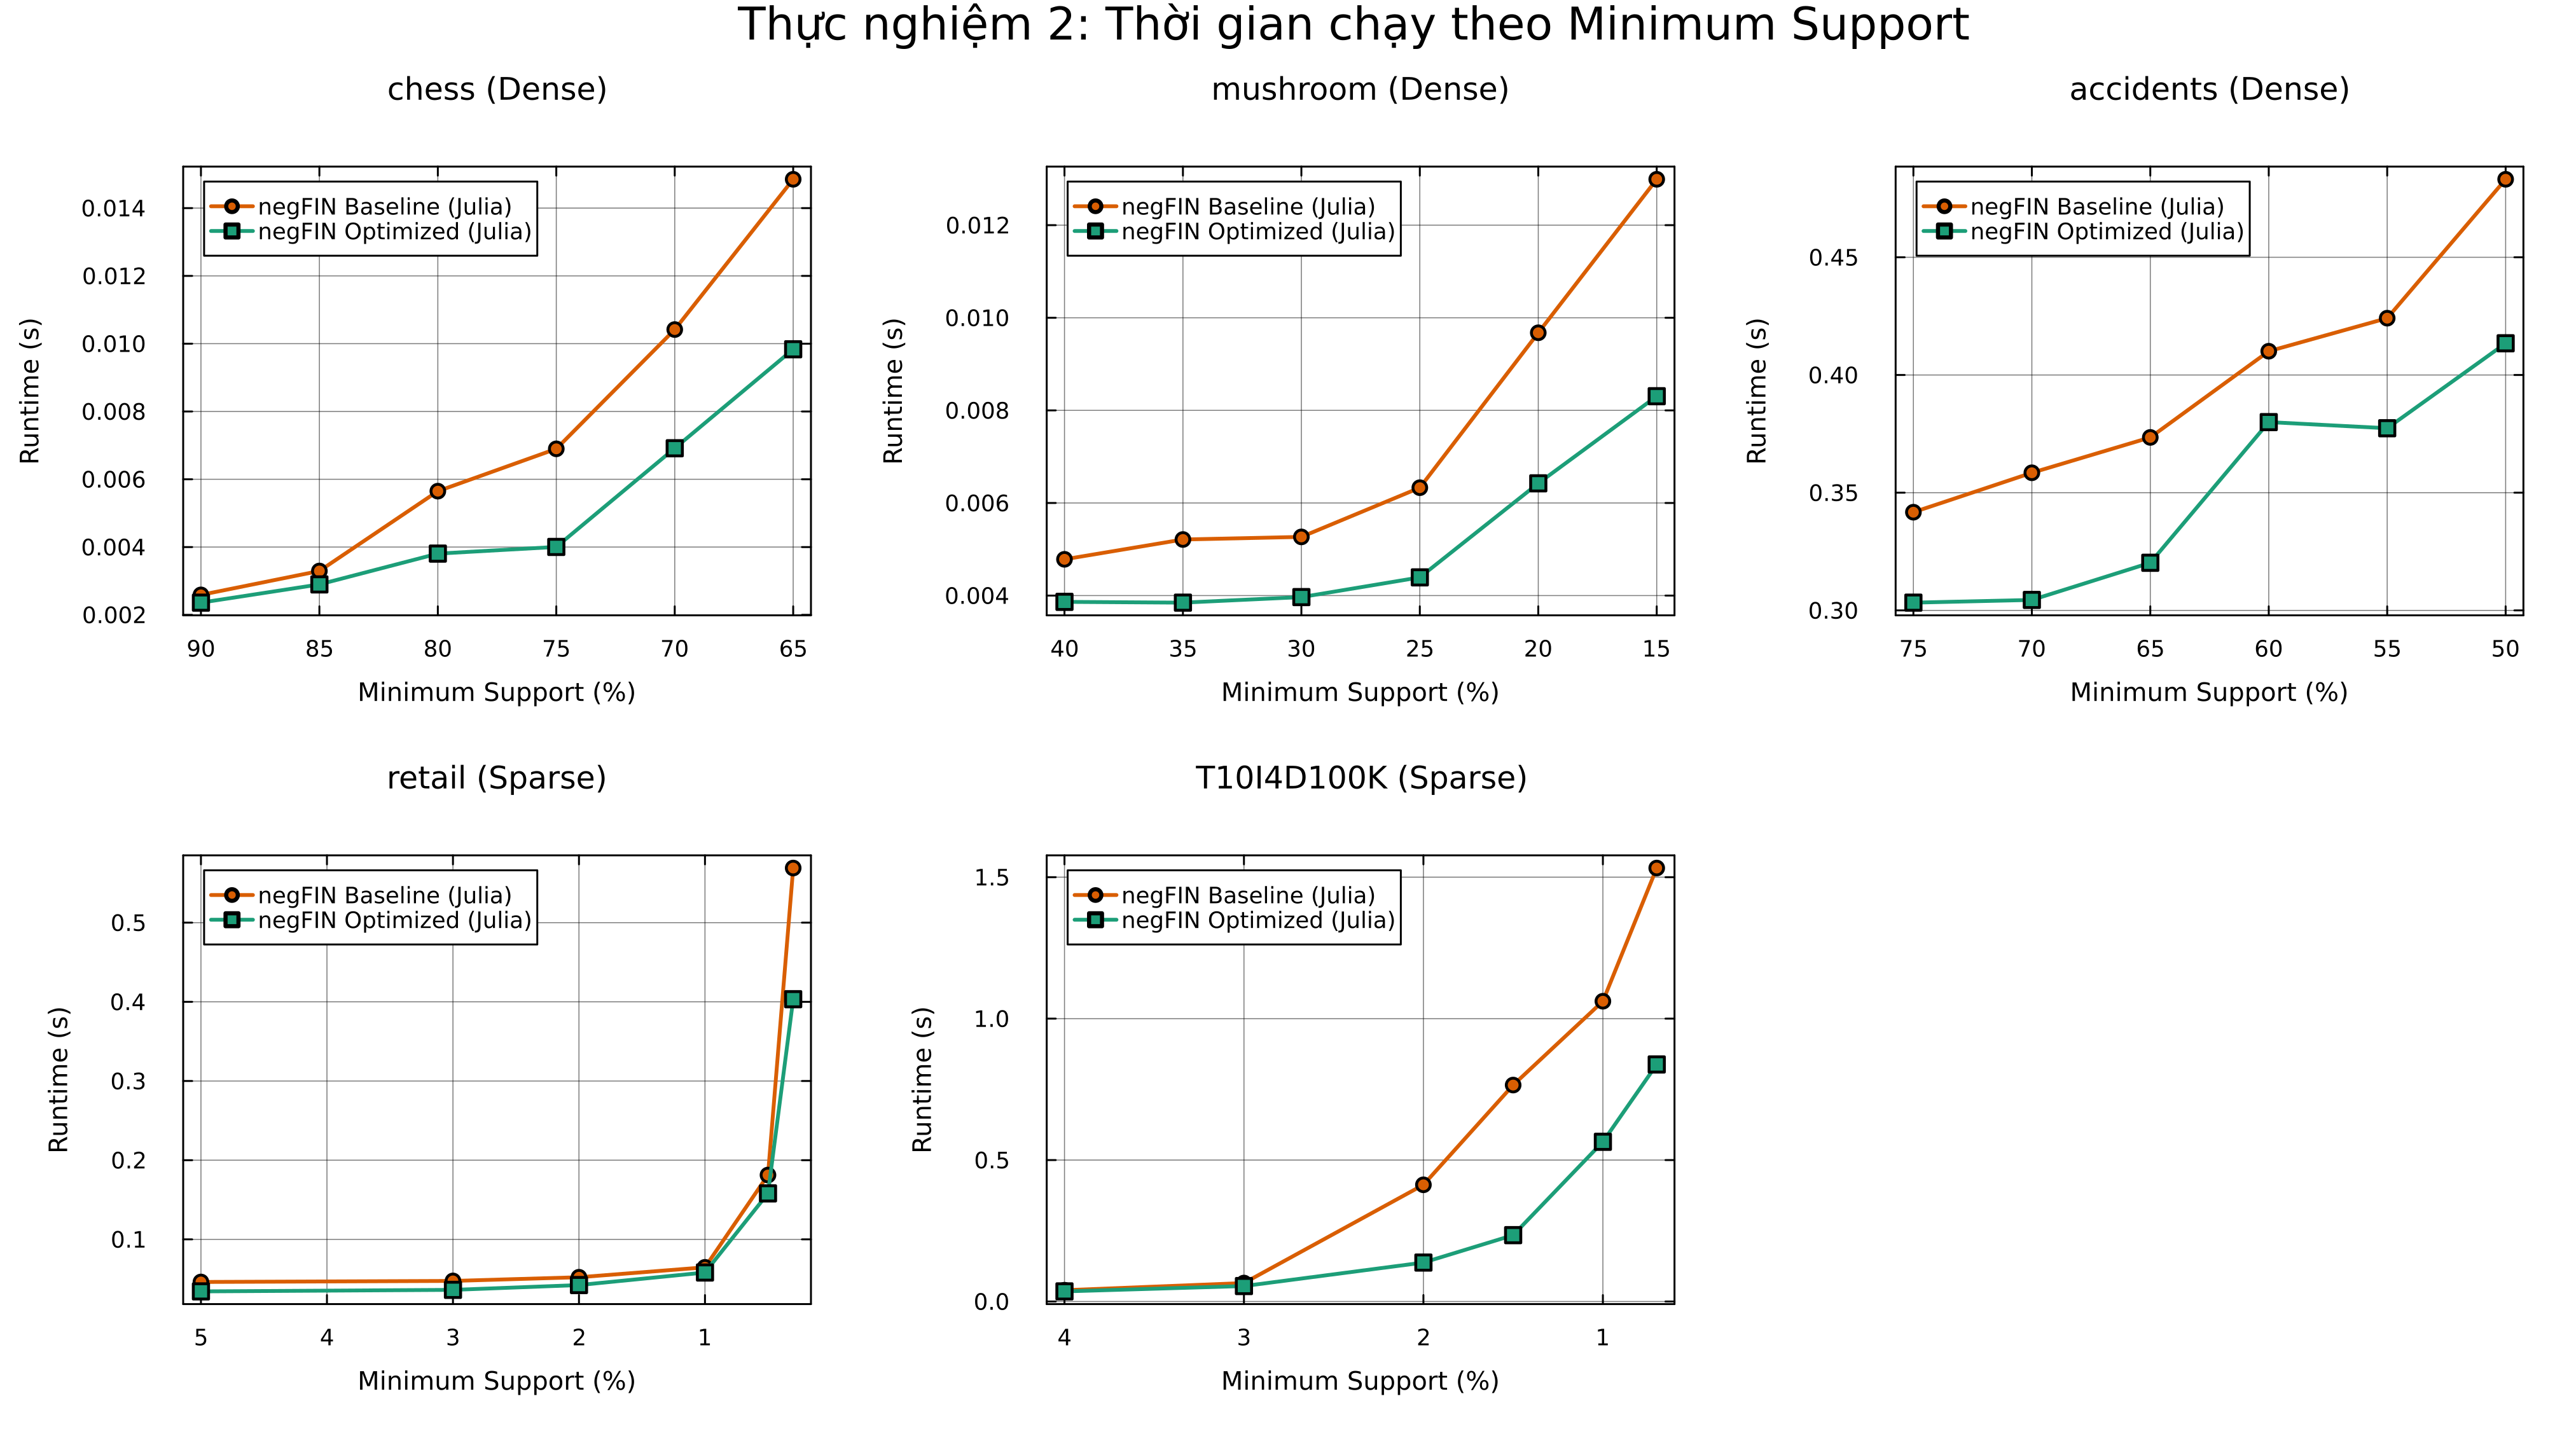 Thực nghiệm 2: Thời gian chạy theo Minimum Support
chess (Dense)
negFIN Baseline (Julia)
negFIN Optimized (Julia)
0.014
0.012
0.010
0.008
0.006
0.004
0.002
Runtime (s)
90 85 80 75 70 65
Minimum Support (%)
mushroom (Dense)
negFIN Baseline (Julia)
negFIN Optimized (Julia)
0.012
0.010
0.008
0.006
0.004
Runtime (s)
40 35 30 25 20 15
Minimum Support (%)
accidents (Dense)
negFIN Baseline (Julia)
negFIN Optimized (Julia)
0.45
0.40
0.35
0.30
Runtime (s)
75 70 65 60 55 50
Minimum Support (%)
retail (Sparse)
negFIN Baseline (Julia)
negFIN Optimized (Julia)
0.5
0.4
0.3
0.2
0.1
Runtime (s)
5 4 3 2 1
Minimum Support (%)
T10I4D100K (Sparse)
negFIN Baseline (Julia)
negFIN Optimized (Julia)
1.5
1.0
0.5
0.0
Runtime (s)
4 3 2 1
Minimum Support (%)